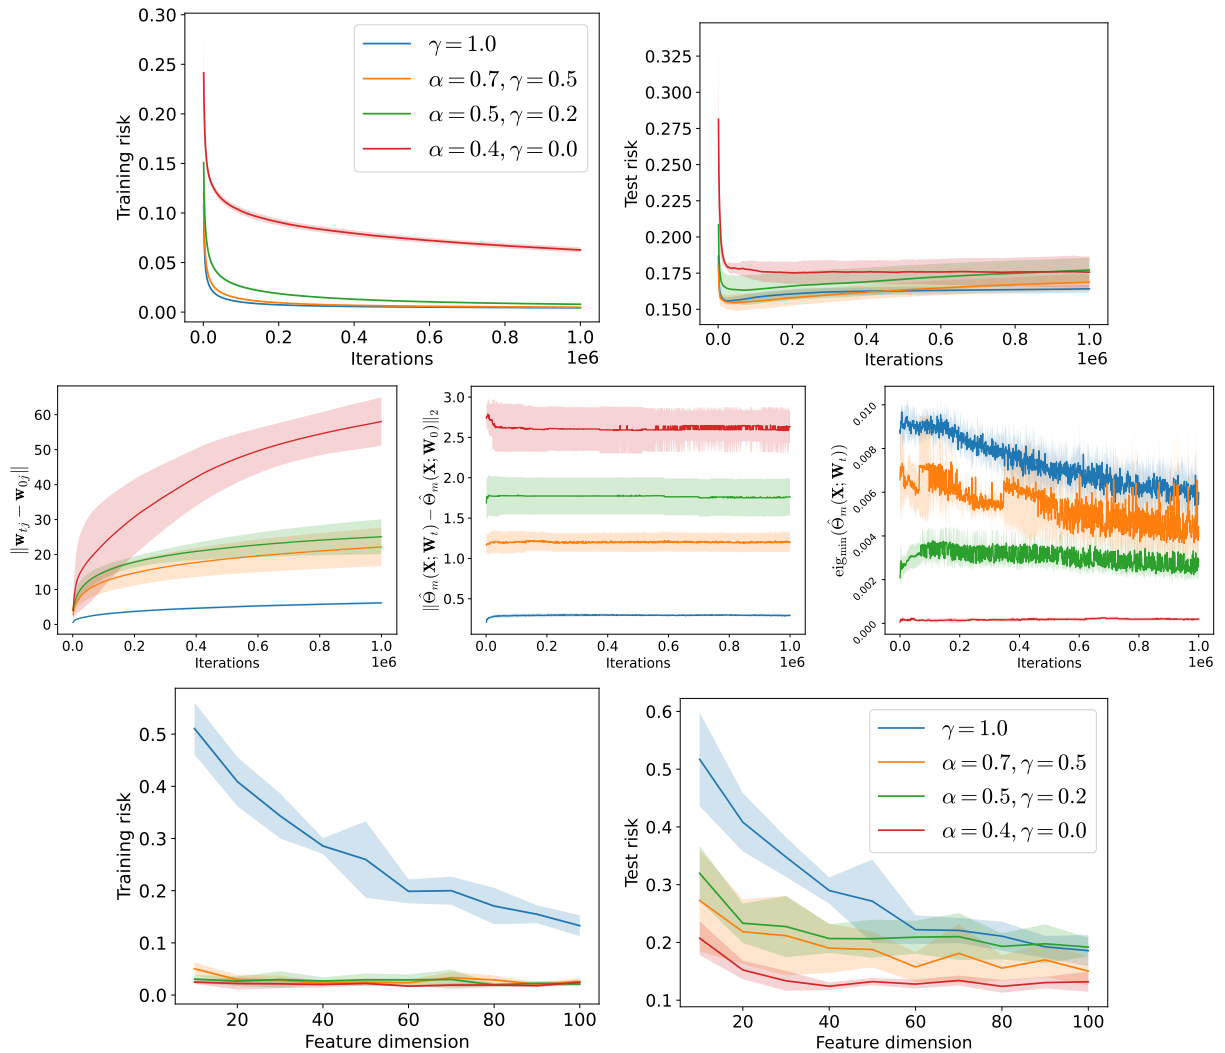 0.30
0.25
0.20
0.15
0.10
0.05
0.00
Training risk
γ = 1.0
α = 0.7, γ = 0.5
α = 0.5, γ = 0.2
α = 0.4, γ = 0.0
0.0 0.2 0.4 0.6 0.8 1.0
1e6
Iterations
0.325
0.300
0.275
0.250
0.225
0.200
0.175
0.150
Test risk
0.0 0.2 0.4 0.6 0.8 1.0
1e6
Iterations
60
50
40
30
20
10
0
||w_{tj} − w_{0j}||
0.0 0.2 0.4 0.6 0.8 1.0
1e6
Iterations
3.0
2.5
2.0
1.5
1.0
0.5
||Θ̂_m(X; W_t) − Θ̂_m(X; W_0)||_2
0.0 0.2 0.4 0.6 0.8 1.0
1e6
Iterations
0.010
0.008
0.006
0.004
0.002
0.000
eig_min(Θ̂_m(X; W_t))
0.0 0.2 0.4 0.6 0.8 1.0
1e6
Iterations
0.5
0.4
0.3
0.2
0.1
0.0
Training risk
20 40 60 80 100
Feature dimension
0.6
0.5
0.4
0.3
0.2
0.1
Test risk
γ = 1.0
α = 0.7, γ = 0.5
α = 0.5, γ = 0.2
α = 0.4, γ = 0.0
20 40 60 80 100
Feature dimension